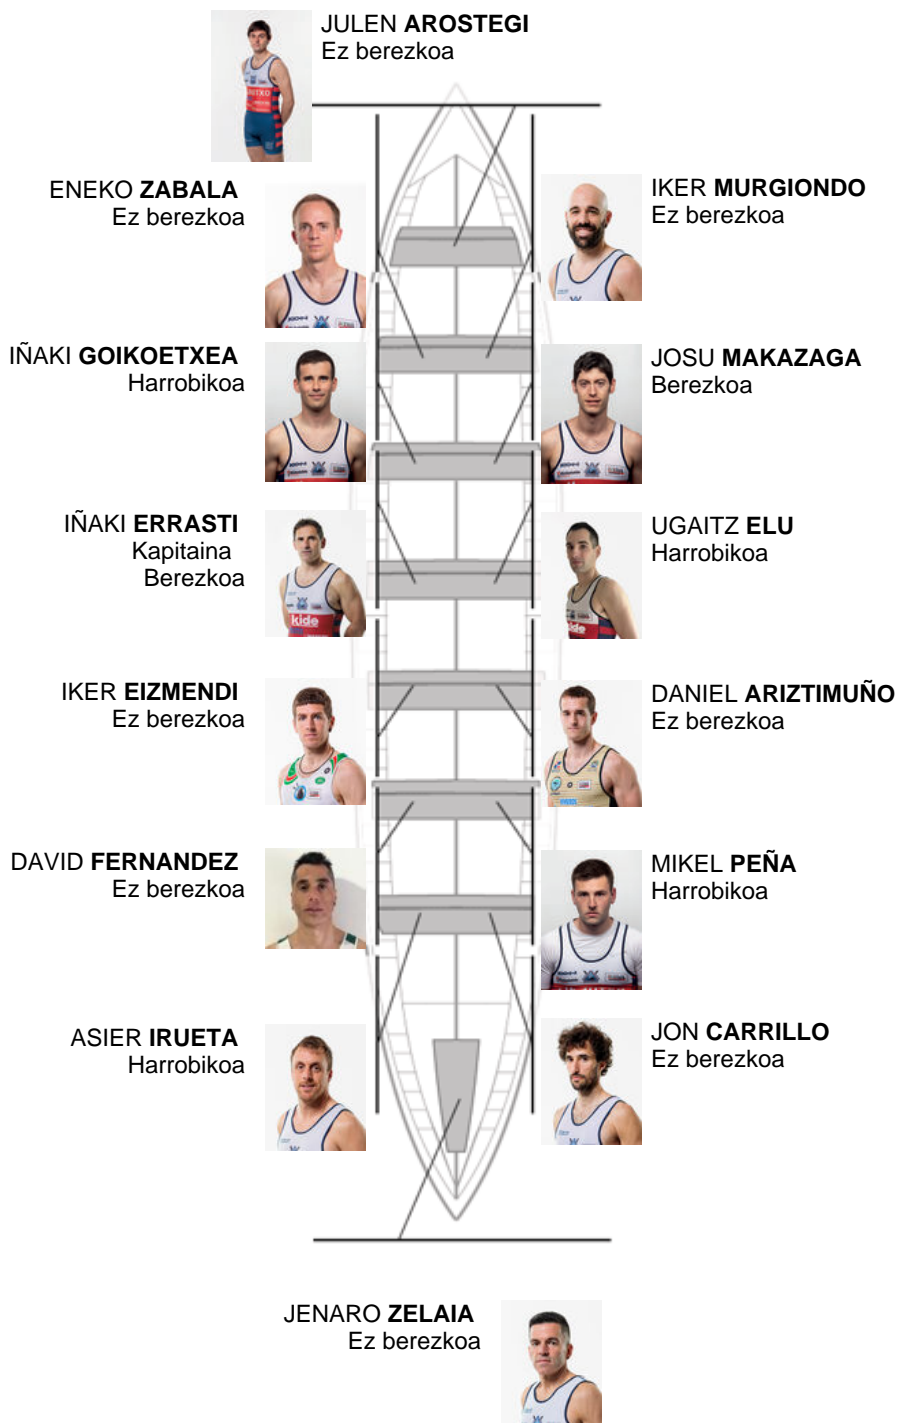 JULEN AROSTEGI
Ez berezkoa
ENEKO ZABALA
Ez berezkoa
IKER MURGIONDO
Ez berezkoa
IÑAKI GOIKOETXEA
Harrobikoa
JOSU MAKAZAGA
Berezkoa
IÑAKI ERRASTI
Kapitaina
Berezkoa
kide
UGAITZ ELU
Harrobikoa
kide
IKER EIZMENDI
Ez berezkoa
DANIEL ARIZTIMUÑO
Ez berezkoa
DAVID FERNANDEZ
Ez berezkoa
MIKEL PEÑA
Harrobikoa
ASIER IRUETA
Harrobikoa
JON CARRILLO
Ez berezkoa
JENARO ZELAIA
Ez berezkoa